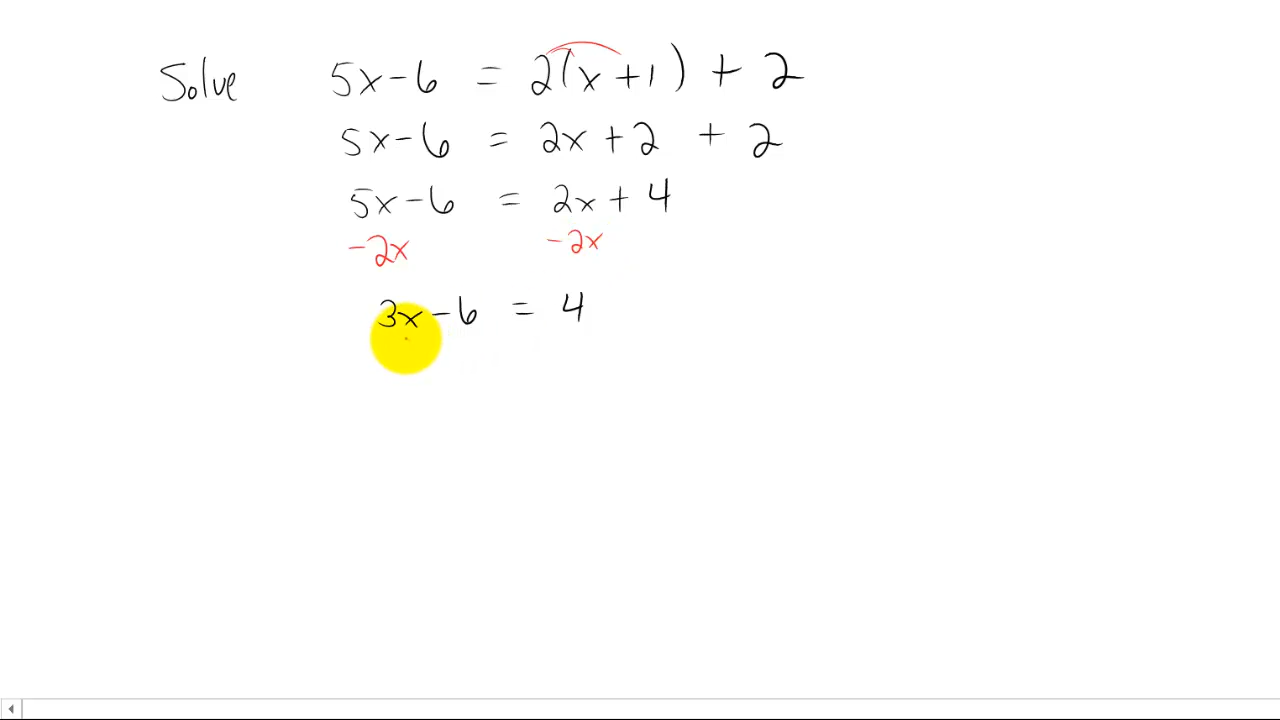 Solve 5x-6 = 2(x+1) + 2
5x-6 = 2x+2 + 2
5x-6 = 2x+4
-2x -2x
3x-6 = 4